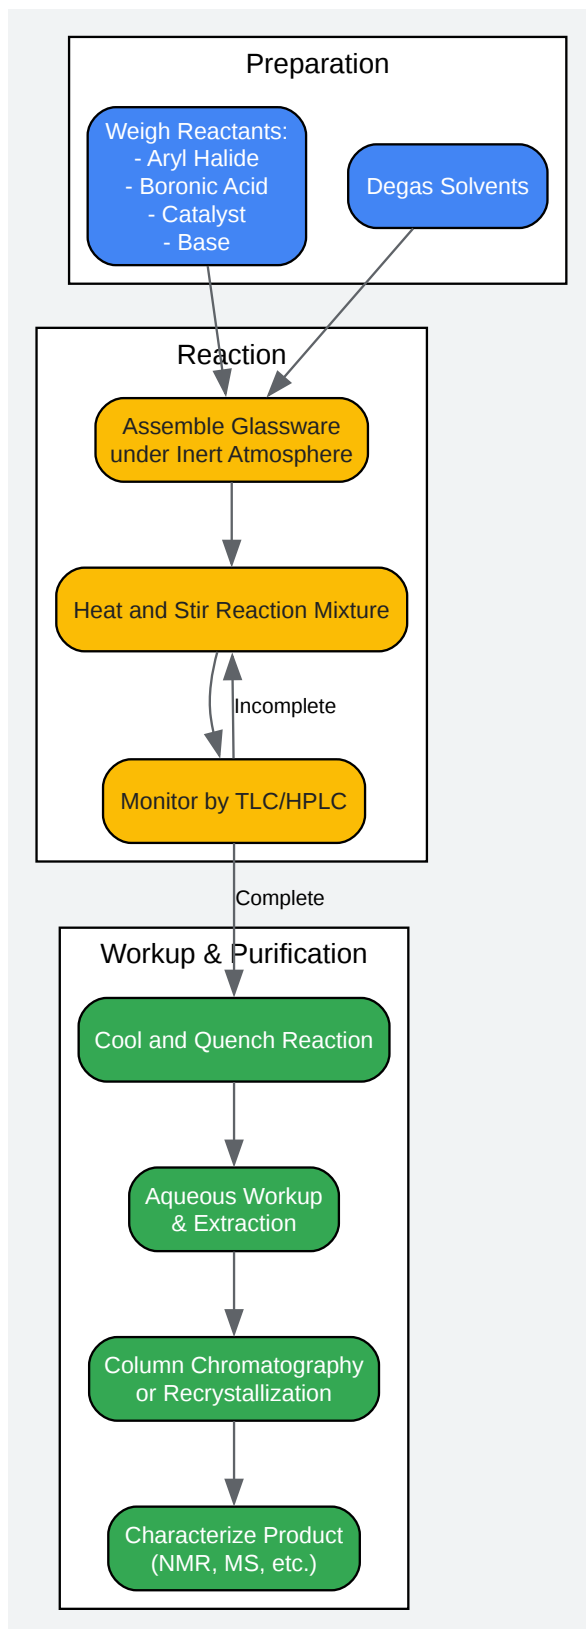 Preparation
Weigh Reactants:
- Aryl Halide
- Boronic Acid
- Catalyst
- Base
Degas Solvents
Reaction
Assemble Glassware
under Inert Atmosphere
Heat and Stir Reaction Mixture
Incomplete
Monitor by TLC/HPLC
Complete
Workup & Purification
Cool and Quench Reaction
Aqueous Workup
& Extraction
Column Chromatography
or Recrystallization
Characterize Product
(NMR, MS, etc.)